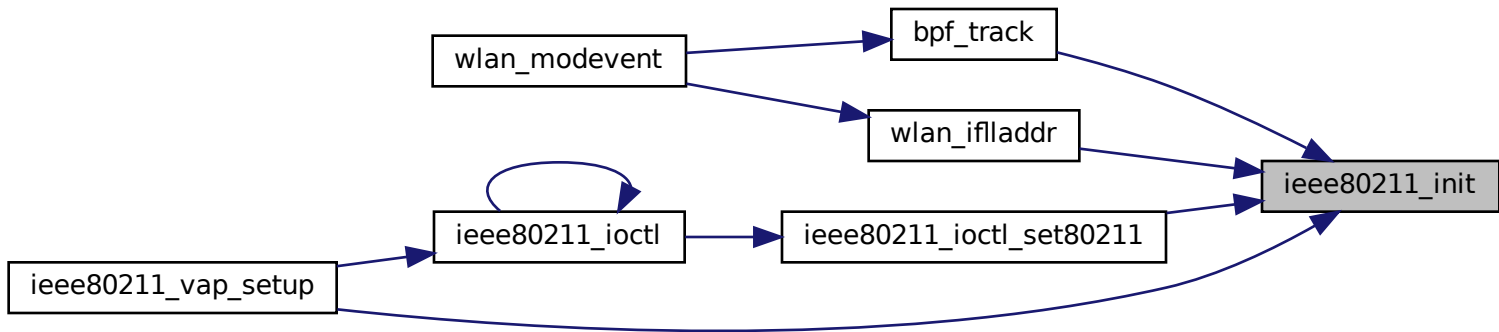 bpf_track
wlan_modevent
wlan_iflladdr
ieee80211_init
ieee80211_ioctl
ieee80211_ioctl_set80211
ieee80211_vap_setup